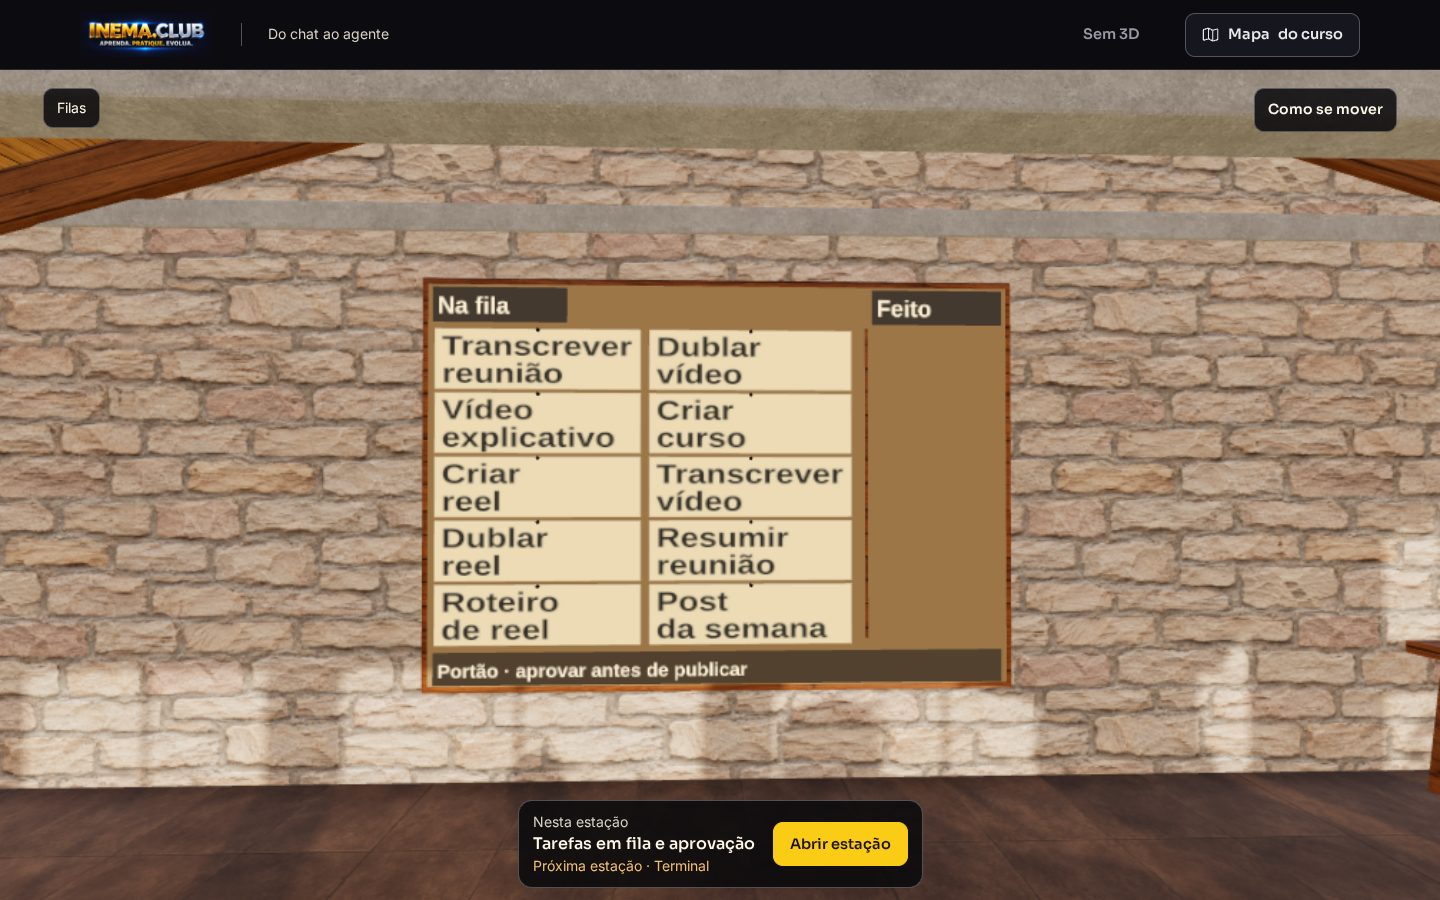 INEMA.CLUB
APRENDA. PRATIQUE. EVOLUA.
Do chat ao agente
Sem 3D
Mapa do curso
Filas
Como se mover
Na fila
Feito
Transcrever
reunião
Dublar
vídeo
Vídeo
explicativo
Criar
curso
Criar
reel
Transcrever
vídeo
Dublar
reel
Resumir
reunião
Roteiro
de reel
Post
da semana
Portão · aprovar antes de publicar
Nesta estação
Tarefas em fila e aprovação
Próxima estação · Terminal
Abrir estação